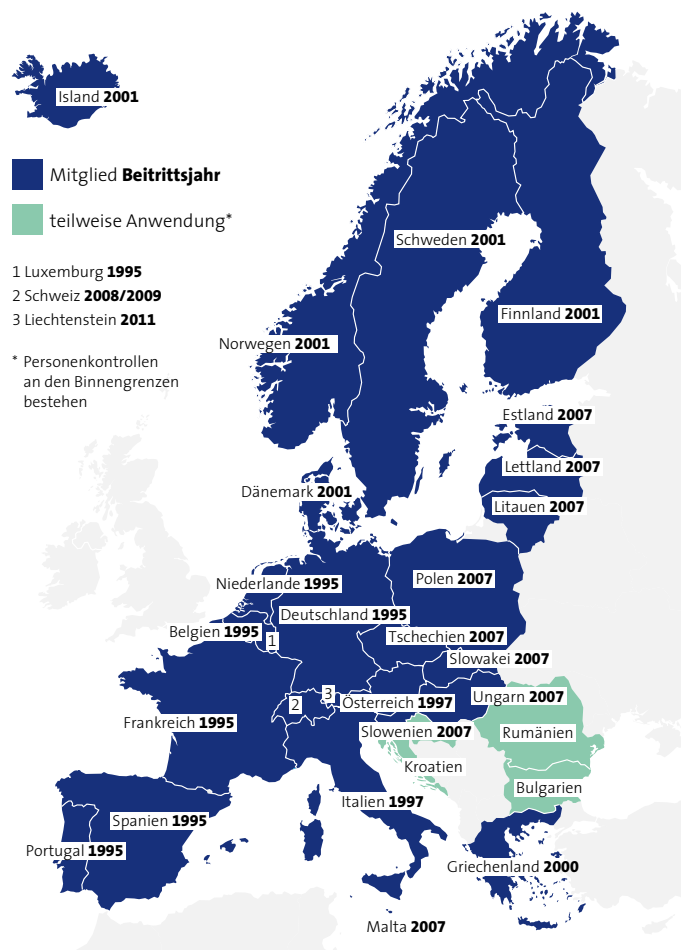 Island 2001
Mitglied Beitrittsjahr
teilweise Anwendung*
1 Luxemburg 1995
2 Schweiz 2008/2009
3 Liechtenstein 2011
* Personenkontrollen
an den Binnengrenzen
bestehen
Schweden 2001
Finnland 2001
Norwegen 2001
Estland 2007
Lettland 2007
Dänemark 2001
Litauen 2007
Niederlande 1995
Polen 2007
Deutschland 1995
Belgien 1995
1
Tschechien 2007
Slowakei 2007
3
2
Österreich 1997
Ungarn 2007
Frankreich 1995
Slowenien 2007
Rumänien
Kroatien
Bulgarien
Italien 1997
Spanien 1995
Portugal 1995
Griechenland 2000
Malta 2007